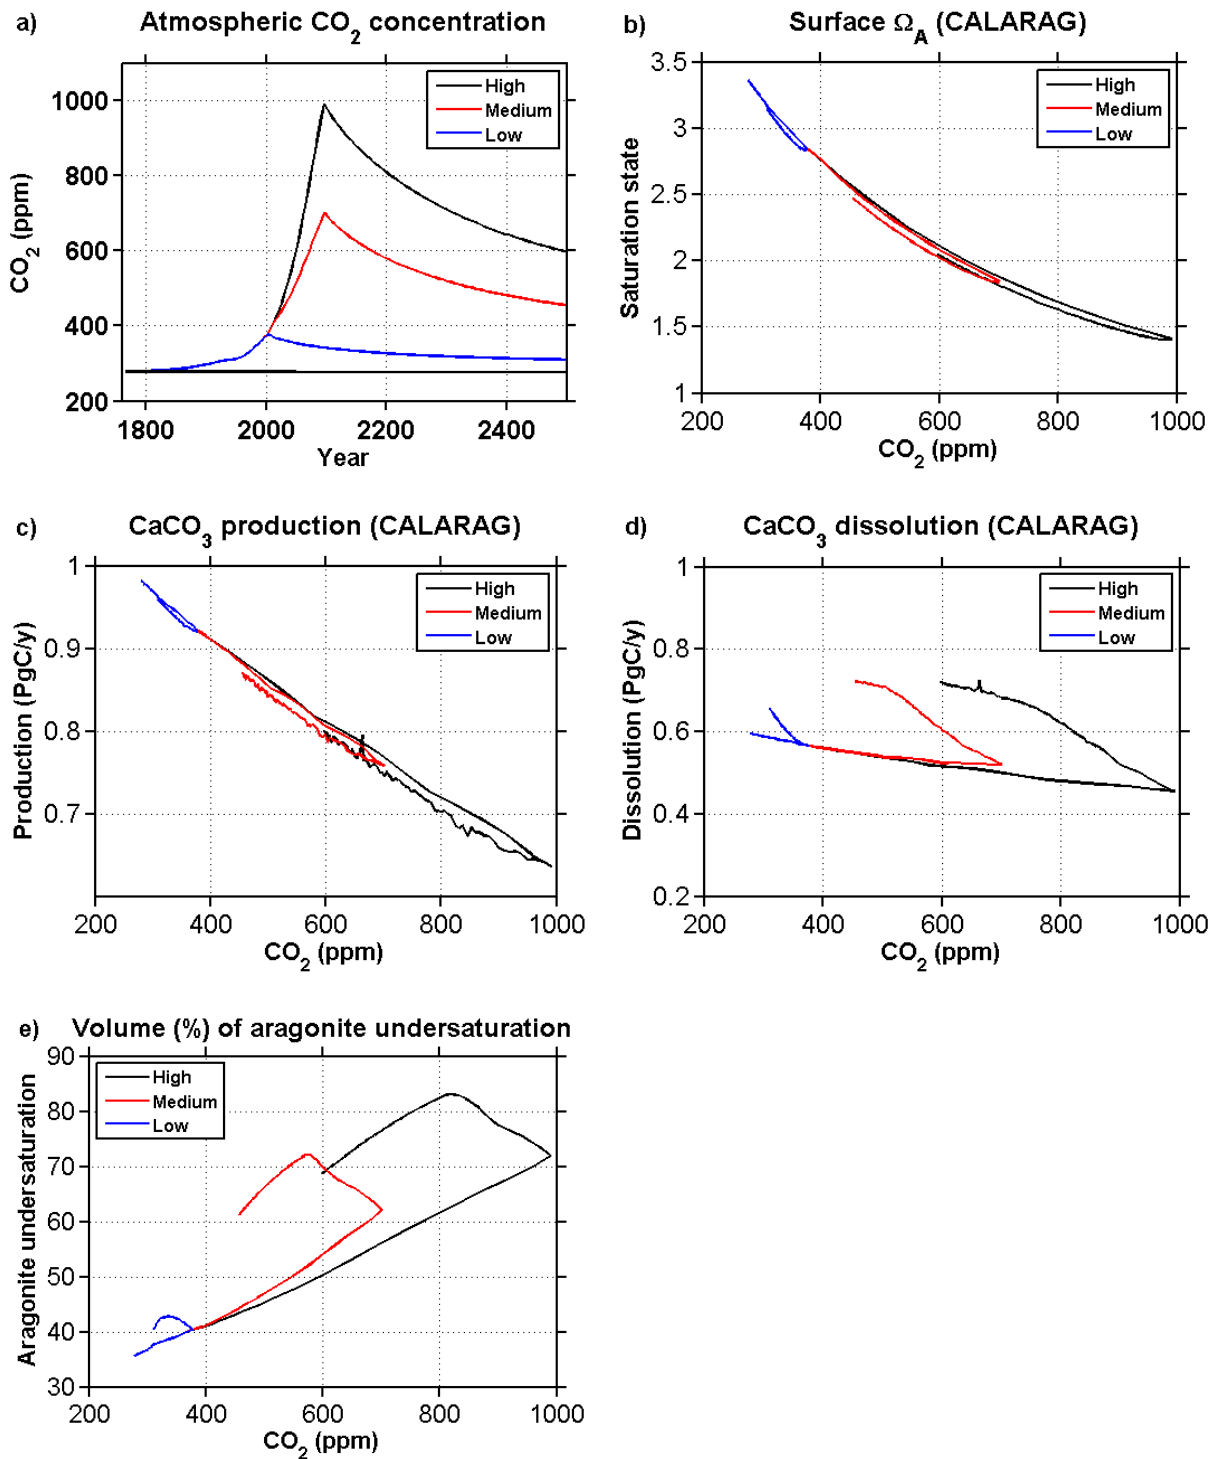 a) Atmospheric CO2 concentration
CO2 (ppm)
1000
800
600
400
200
High
Medium
Low
1800 2000 2200 2400
Year
b) Surface ΩA (CALARAG)
Saturation state
3.5
3
2.5
2
1.5
1
High
Medium
Low
200 400 600 800 1000
CO2 (ppm)
c) CaCO3 production (CALARAG)
Production (PgC/y)
1
0.9
0.8
0.7
High
Medium
Low
200 400 600 800 1000
CO2 (ppm)
d) CaCO3 dissolution (CALARAG)
Dissolution (PgC/y)
1
0.8
0.6
0.4
0.2
High
Medium
Low
200 400 600 800 1000
CO2 (ppm)
e) Volume (%) of aragonite undersaturation
Aragonite undersaturation
90
80
70
60
50
40
30
High
Medium
Low
200 400 600 800 1000
CO2 (ppm)